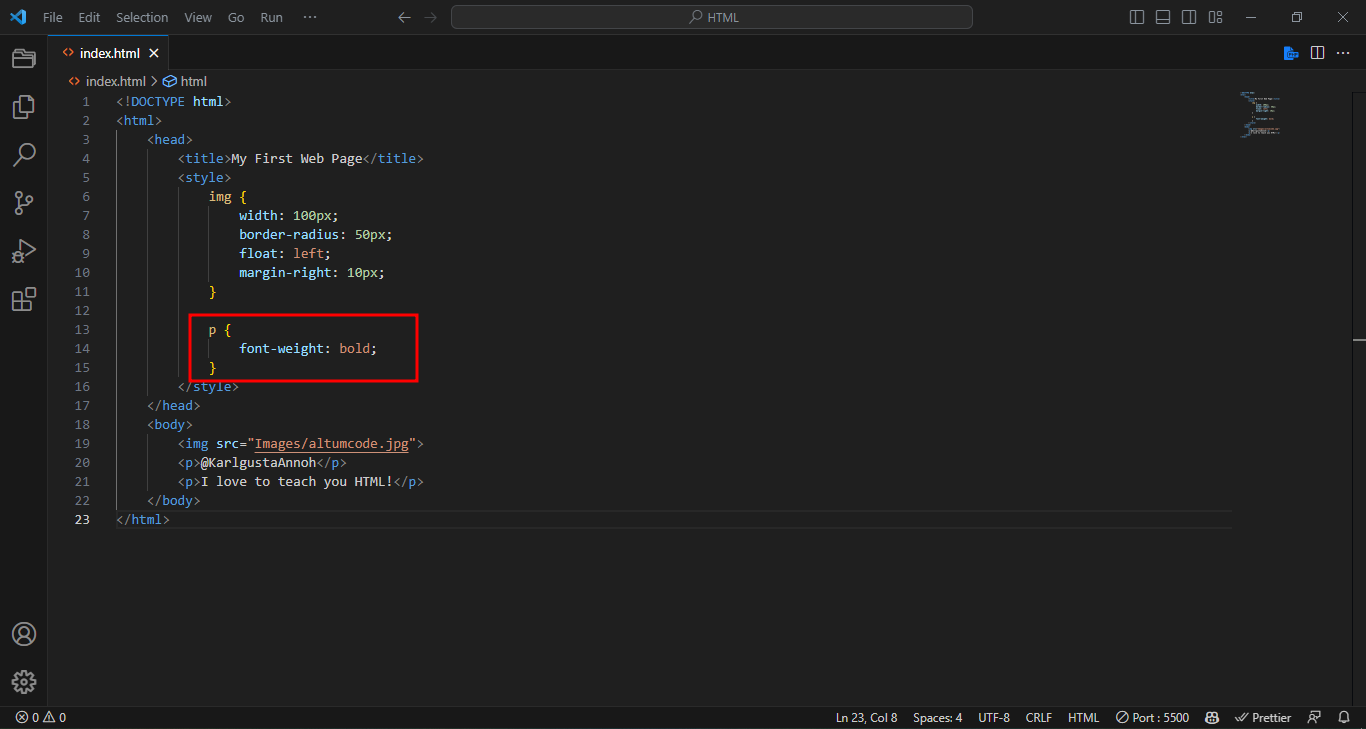 File Edit Selection View Go Run ··· HTML
index.html
index.html > html
1 <!DOCTYPE html>
2 <html>
3 <head>
4 <title>My First Web Page</title>
5 <style>
6 img {
7 width: 100px;
8 border-radius: 50px;
9 float: left;
10 margin-right: 10px;
11 }
12
13 p {
14 font-weight: bold;
15 }
16 </style>
17 </head>
18 <body>
19 <img src="Images/altumcode.jpg">
20 <p>@KarlgustaAnnoh</p>
21 <p>I love to teach you HTML!</p>
22 </body>
23 </html>
0 0 Ln 23, Col 8 Spaces: 4 UTF-8 CRLF HTML Port : 5500 Prettier